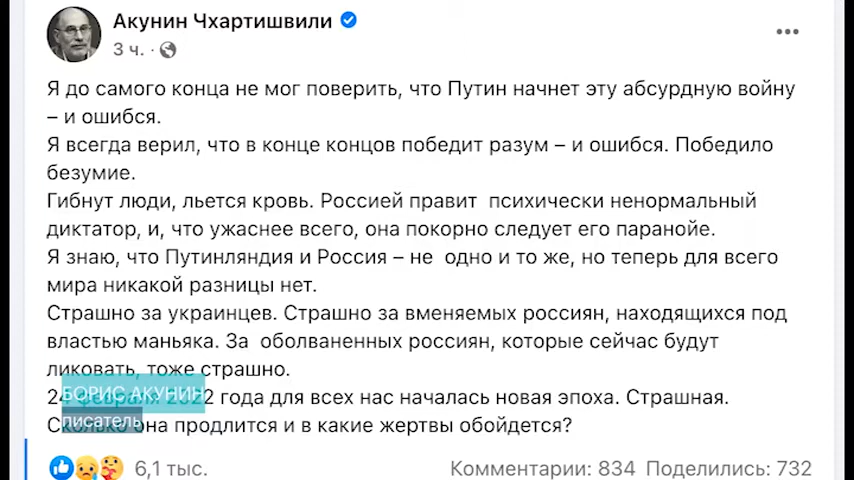 Акунин Чхартишвили
3 ч. ·
Я до самого конца не мог поверить, что Путин начнет эту абсурдную войну
– и ошибся.
Я всегда верил, что в конце концов победит разум – и ошибся. Победило
безумие.
Гибнут люди, льется кровь. Россией правит психически ненормальный
диктатор, и, что ужаснее всего, она покорно следует его паранойе.
Я знаю, что Путинляндия и Россия – не одно и то же, но теперь для всего
мира никакой разницы нет.
Страшно за украинцев. Страшно за вменяемых россиян, находящихся под
властью маньяка. За оболваненных россиян, которые сейчас будут
ликовать, тоже страшно.
БОРИС АКУНИН
24 февраля 2022 года для всех нас началась новая эпоха. Страшная.
писатель
Сколько она продлится и в какие жертвы обойдется?
6,1 тыс. Комментарии: 834 Поделились: 732